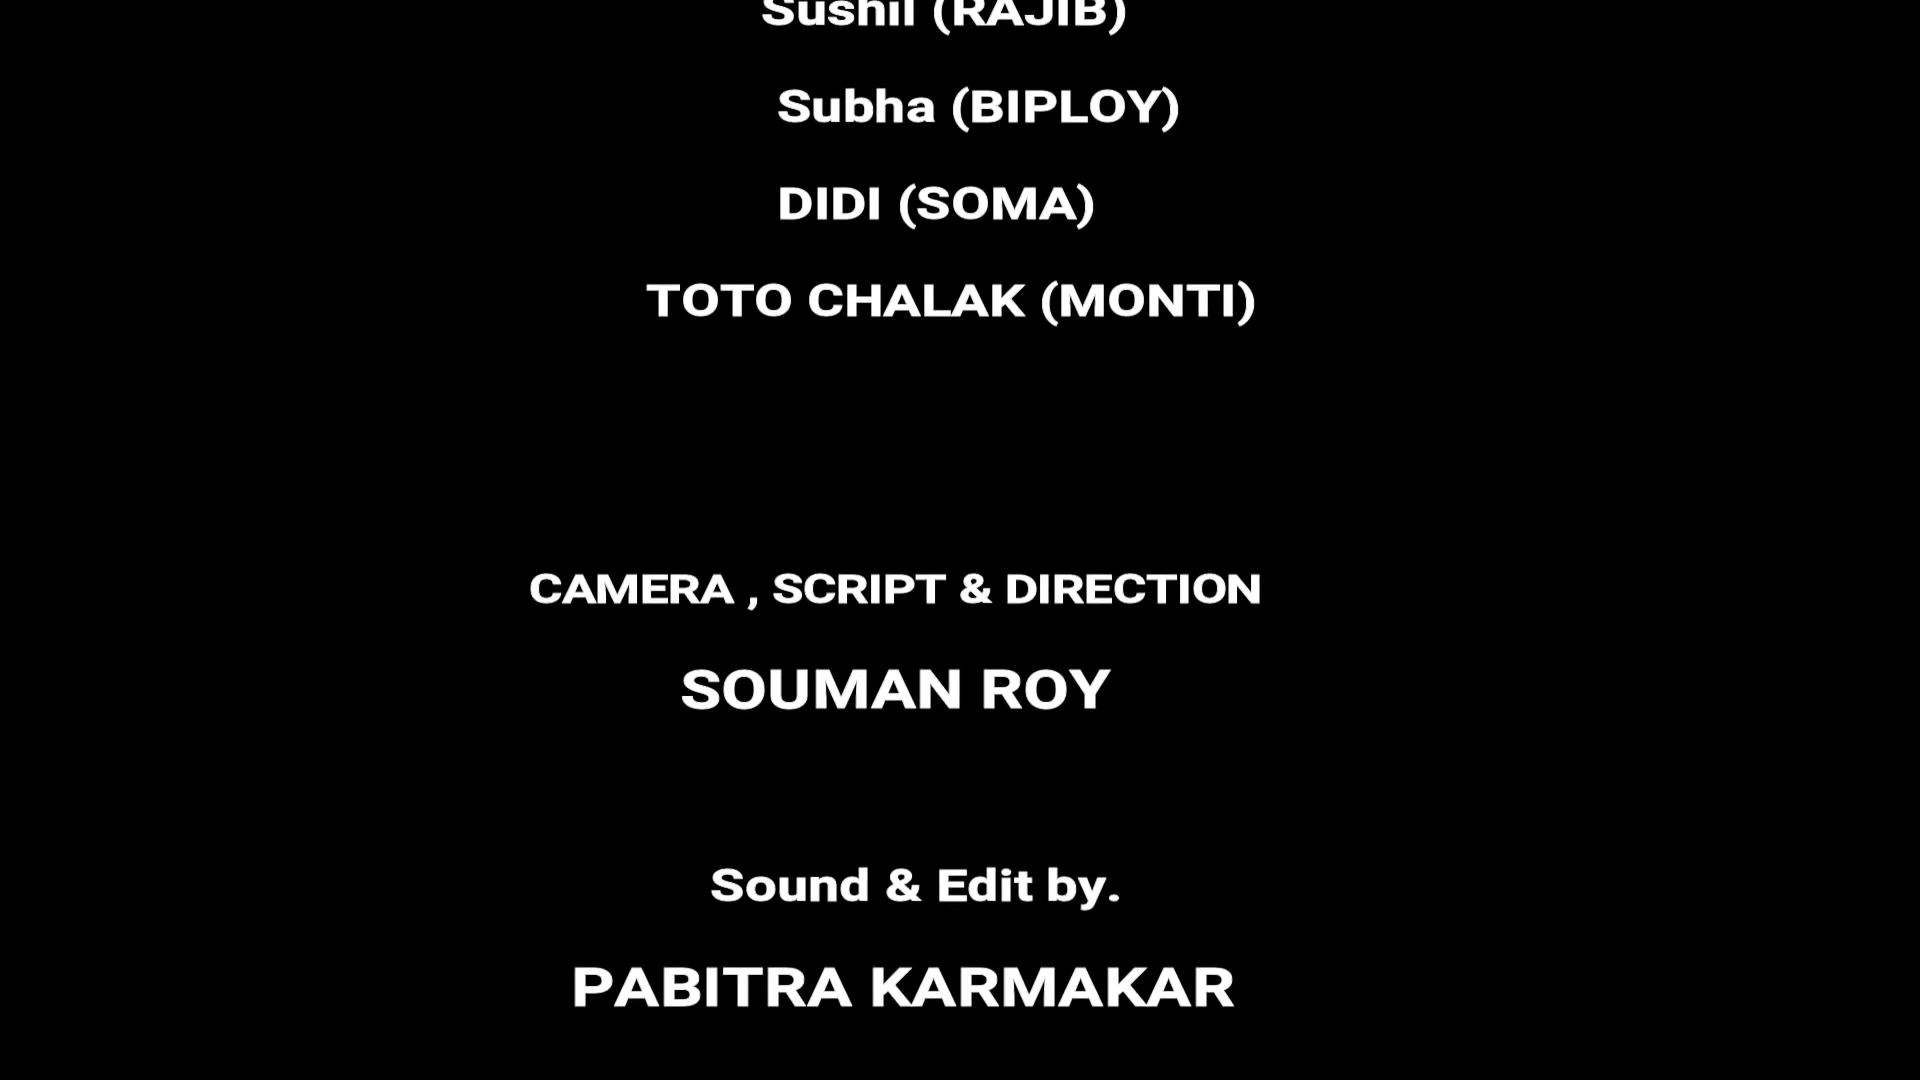 Sushil (RAJIB)
Subha (BIPLOY)
DIDI (SOMA)
TOTO CHALAK (MONTI)
CAMERA , SCRIPT & DIRECTION
SOUMAN ROY
Sound & Edit by.
PABITRA KARMAKAR